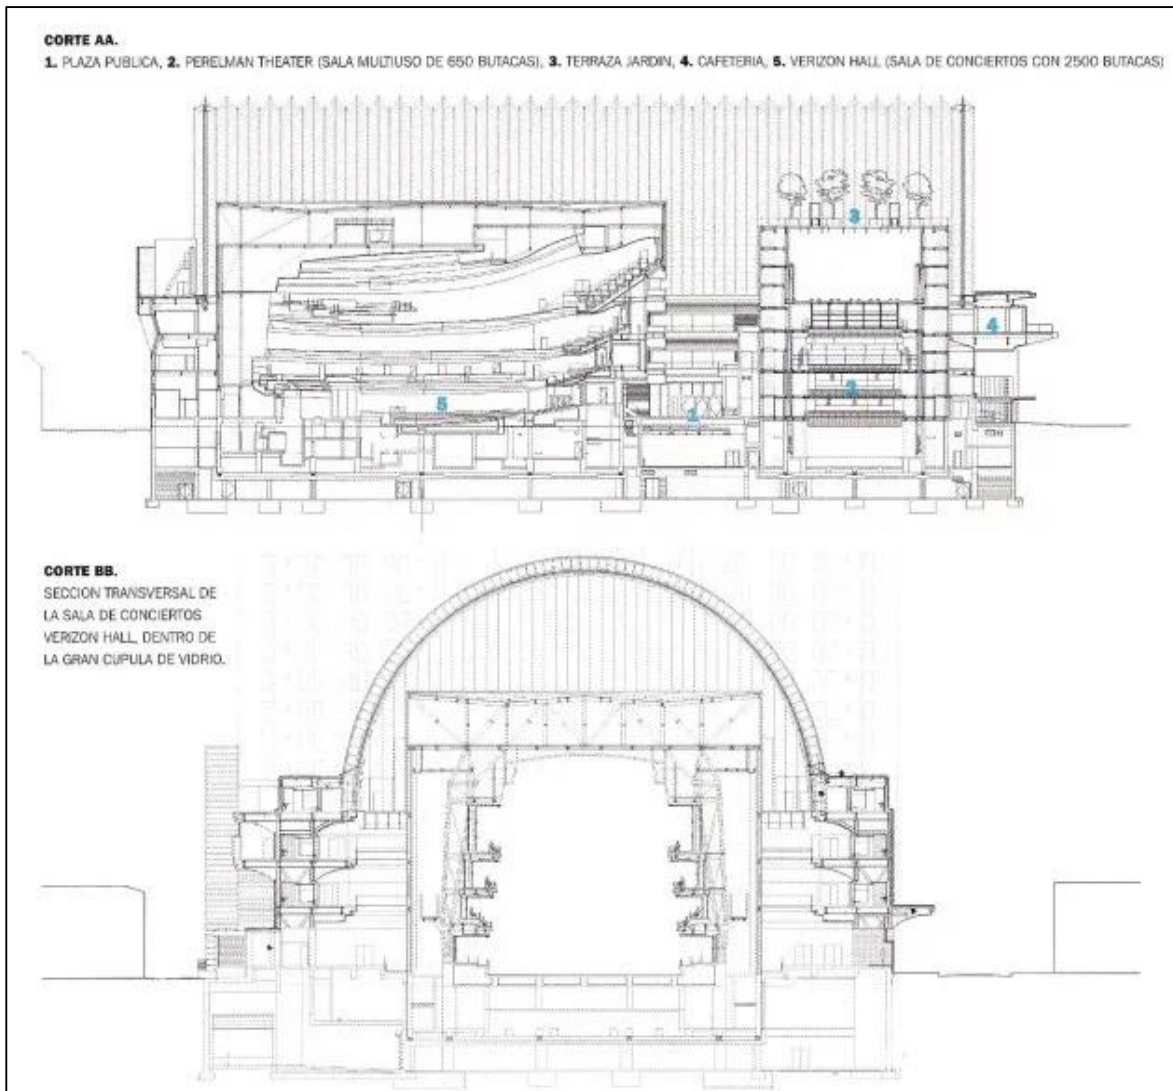 CORTE AA.
1. PLAZA PUBLICA, 2. PERELMAN THEATER (SALA MULTIUSO DE 650 BUTACAS), 3. TERRAZA JARDIN, 4. CAFETERIA, 5. VERIZON HALL (SALA DE CONCIERTOS CON 2500 BUTACAS)
3
4
2
5
1
CORTE BB.
SECCION TRANSVERSAL DE
LA SALA DE CONCIERTOS
VERIZON HALL, DENTRO DE
LA GRAN CUPULA DE VIDRIO.